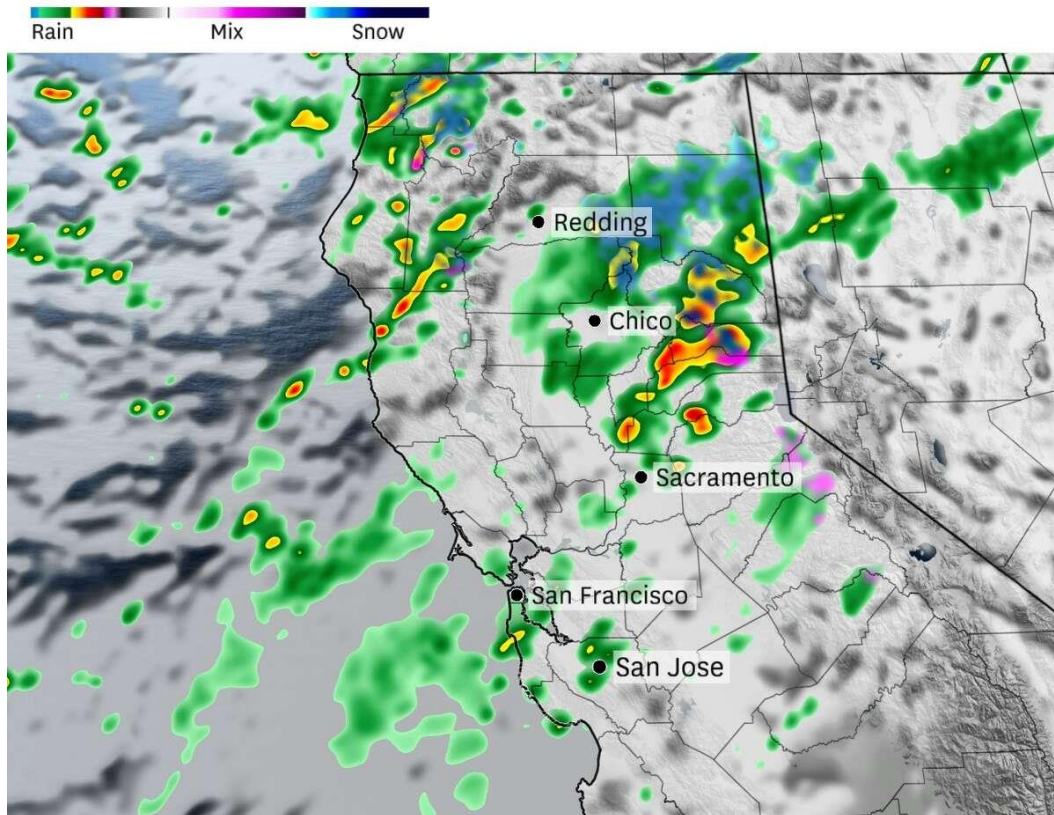 Rain Mix Snow
Redding
Chico
Sacramento
San Francisco
San Jose